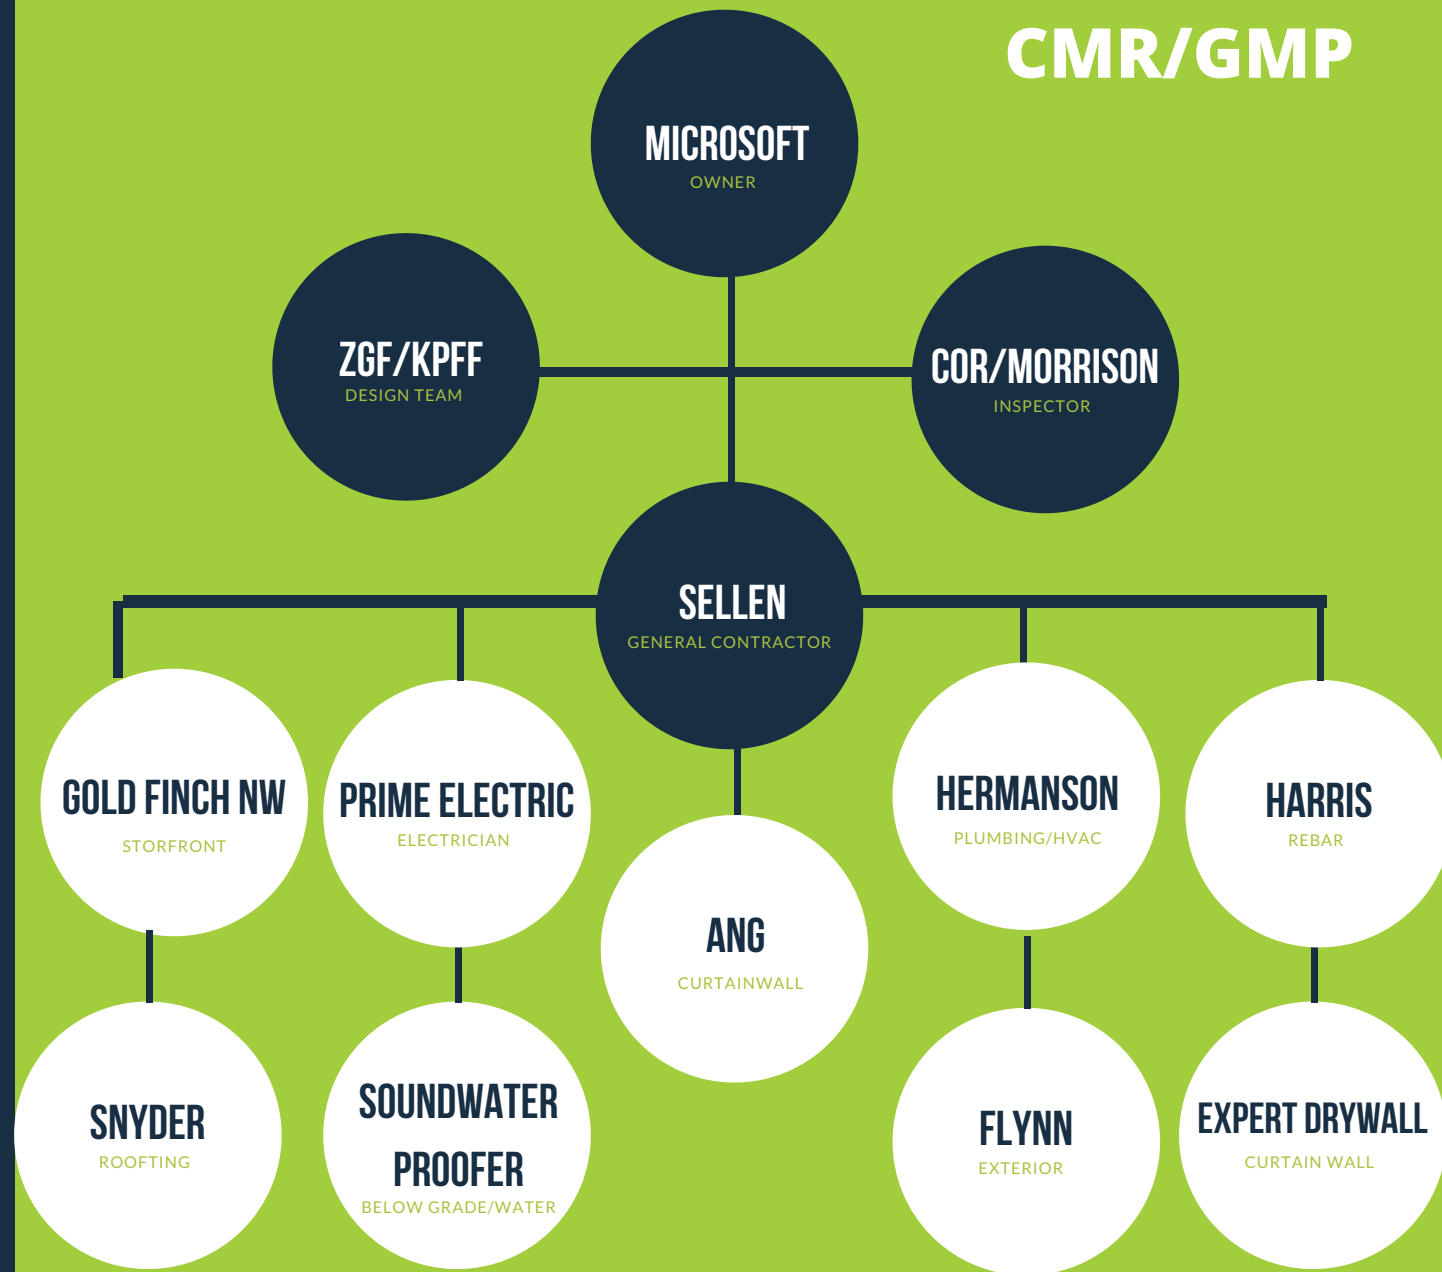 CMR/GMP
MICROSOFT
OWNER
ZGF/KPFF
DESIGN TEAM
COR/MORRISON
INSPECTOR
SELLEN
GENERAL CONTRACTOR
GOLD FINCH NW
STORFRONT
PRIME ELECTRIC
ELECTRICIAN
HERMANSON
PLUMBING/HVAC
HARRIS
REBAR
ANG
CURTAINWALL
SNYDER
ROOFTING
SOUNDWATER
PROOFER
BELOW GRADE/WATER
FLYNN
EXTERIOR
EXPERT DRYWALL
CURTAIN WALL